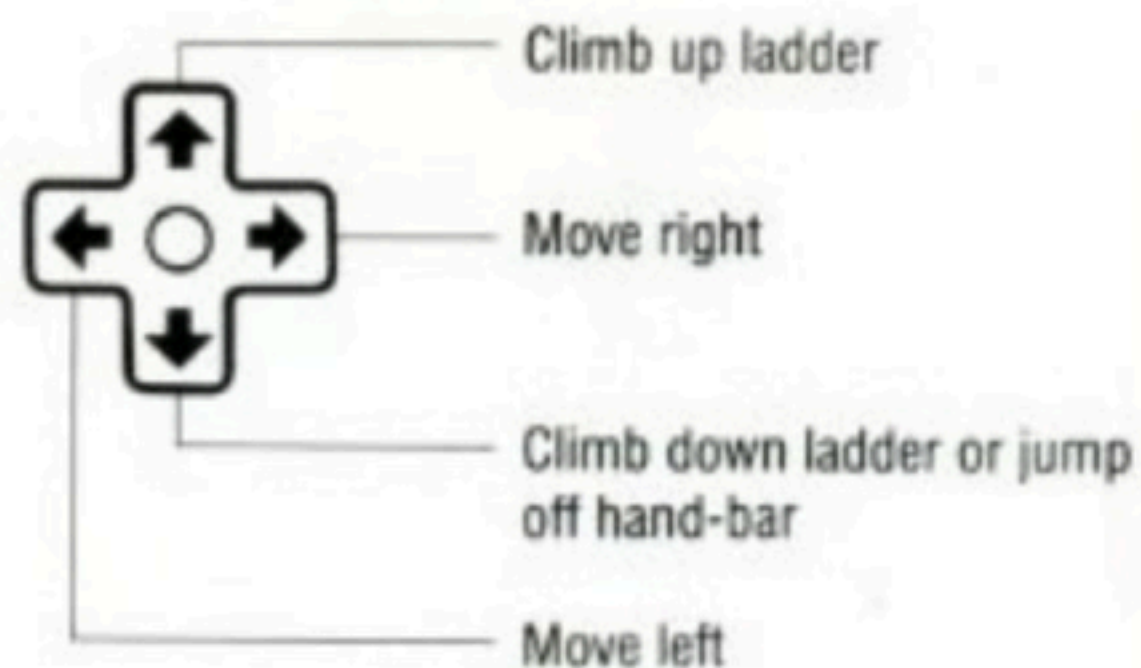 Climb up ladder
Move right
Climb down ladder or jump
off hand-bar
Move left